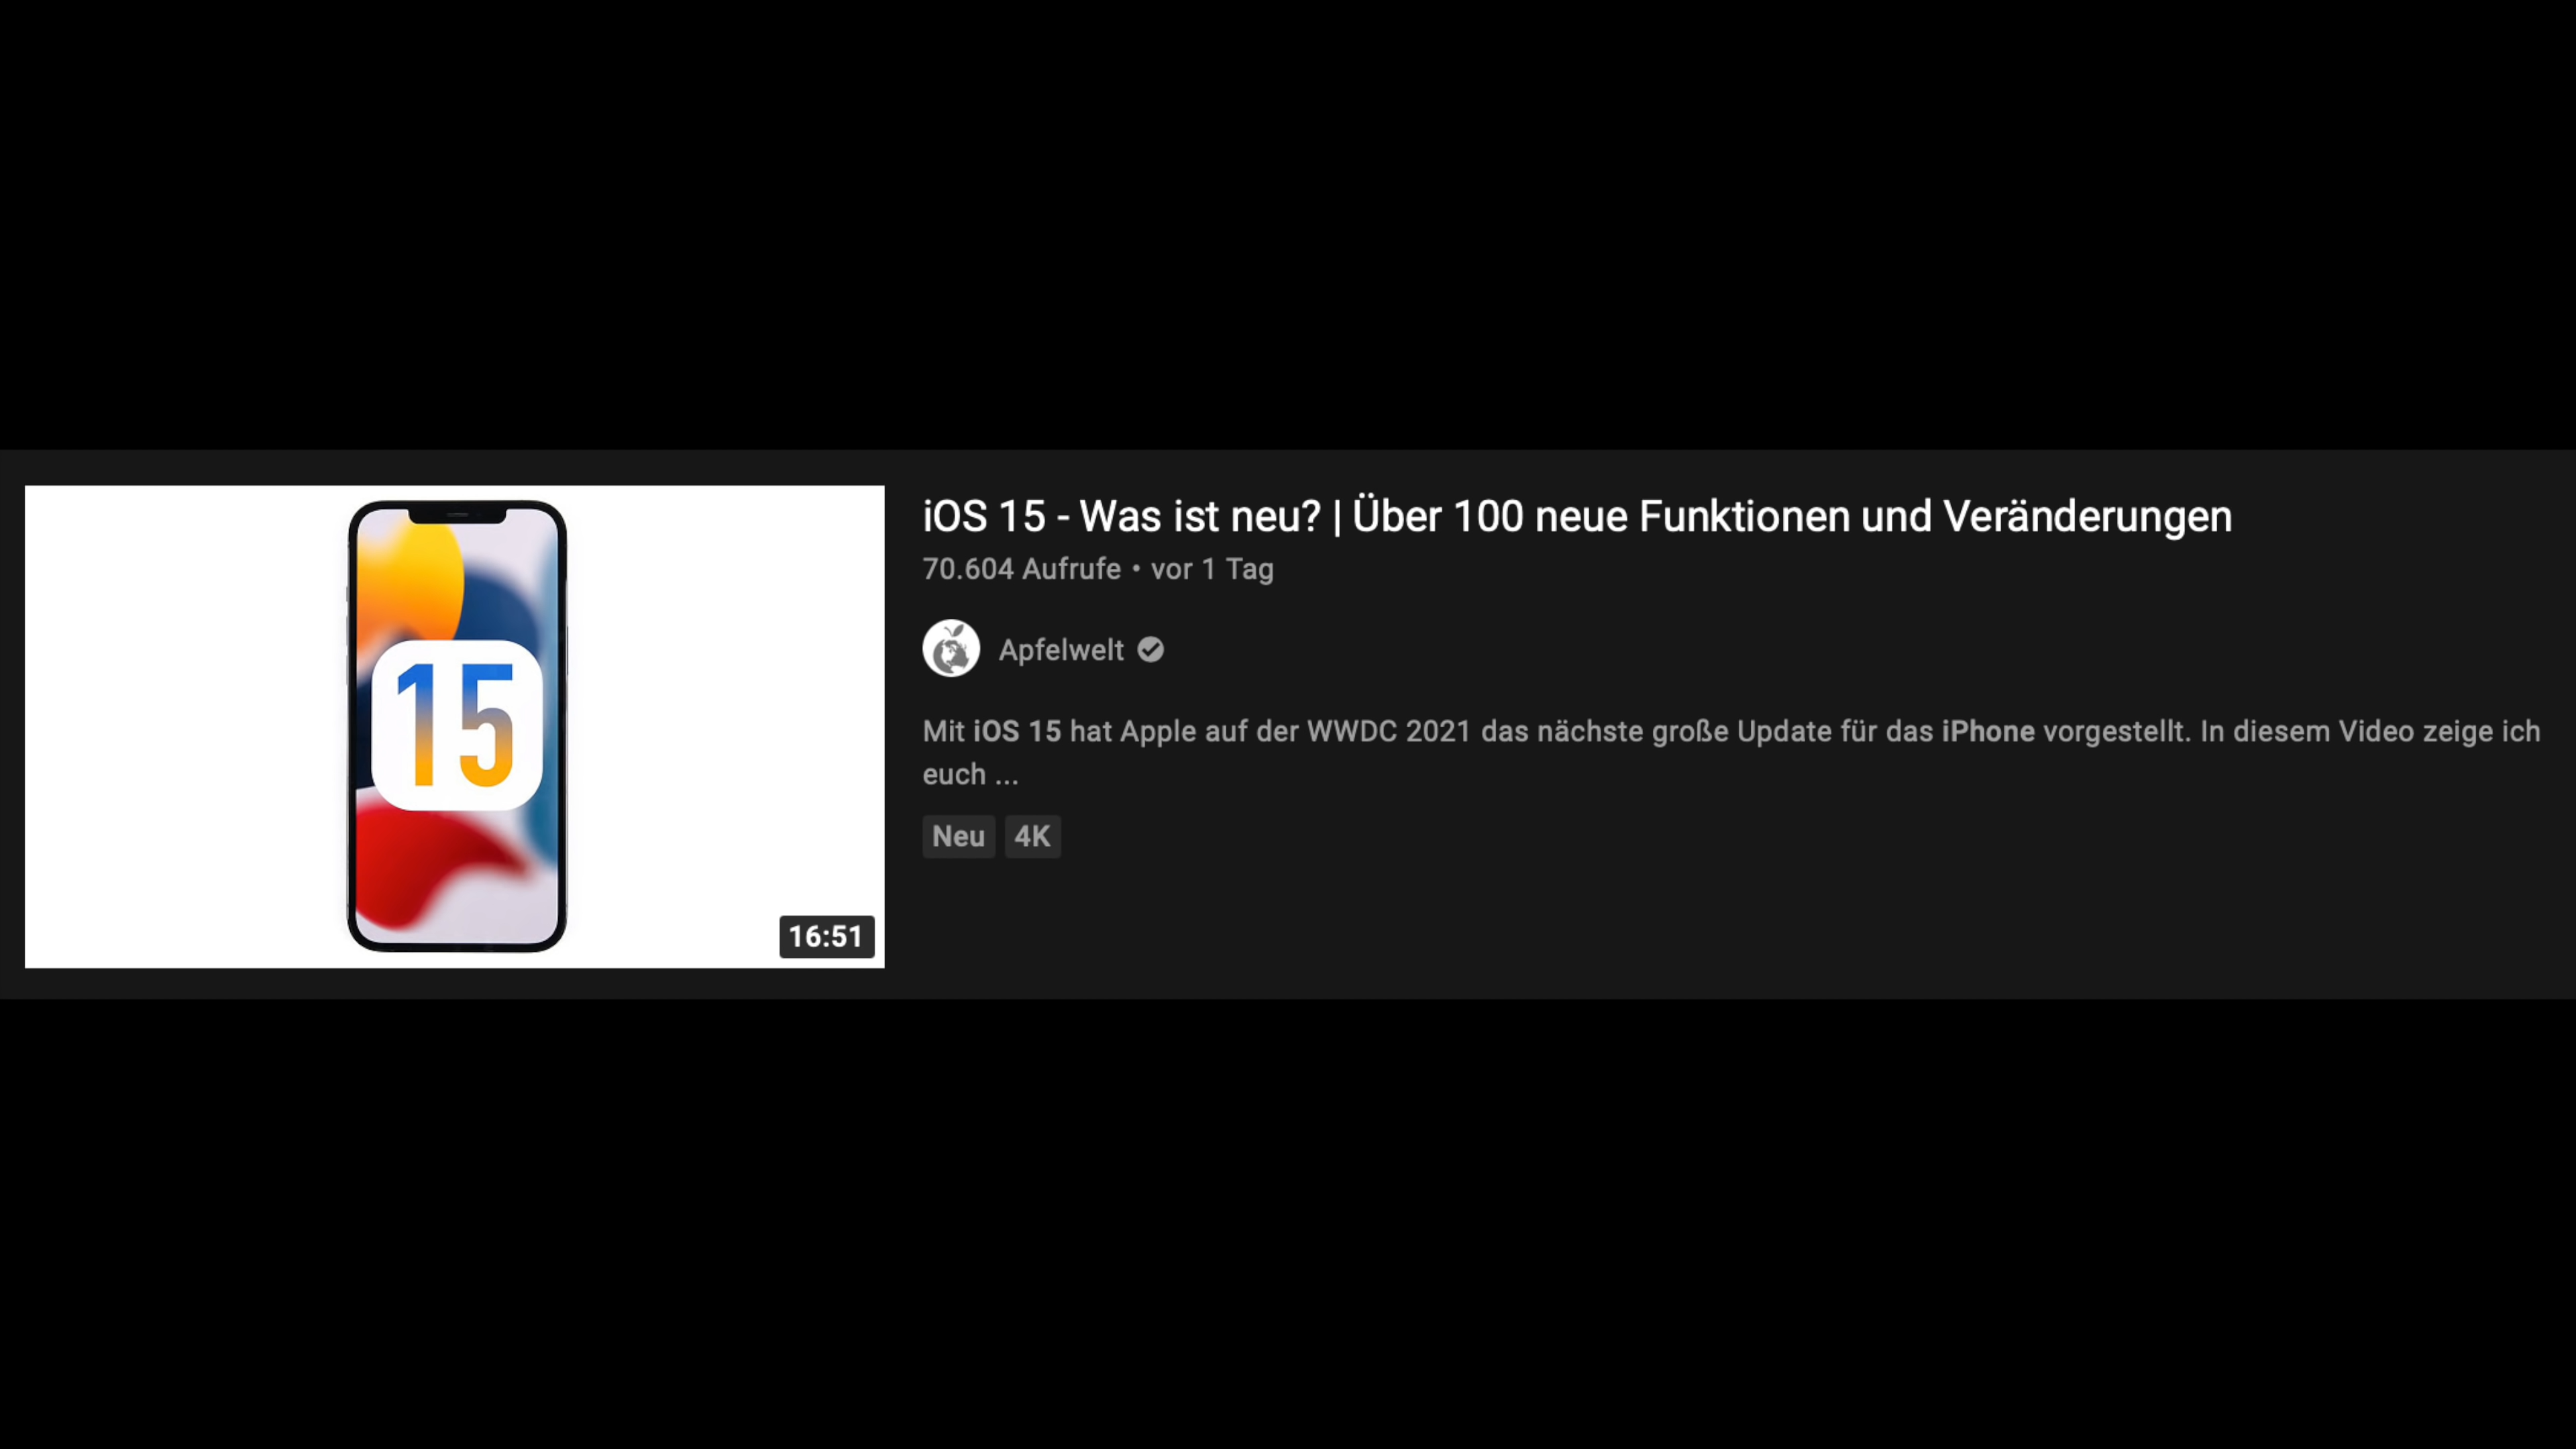 15
16:51
iOS 15 - Was ist neu? | Über 100 neue Funktionen und Veränderungen
70.604 Aufrufe • vor 1 Tag
Apfelwelt
Mit iOS 15 hat Apple auf der WWDC 2021 das nächste große Update für das iPhone vorgestellt. In diesem Video zeige ich
euch ...
Neu 4K